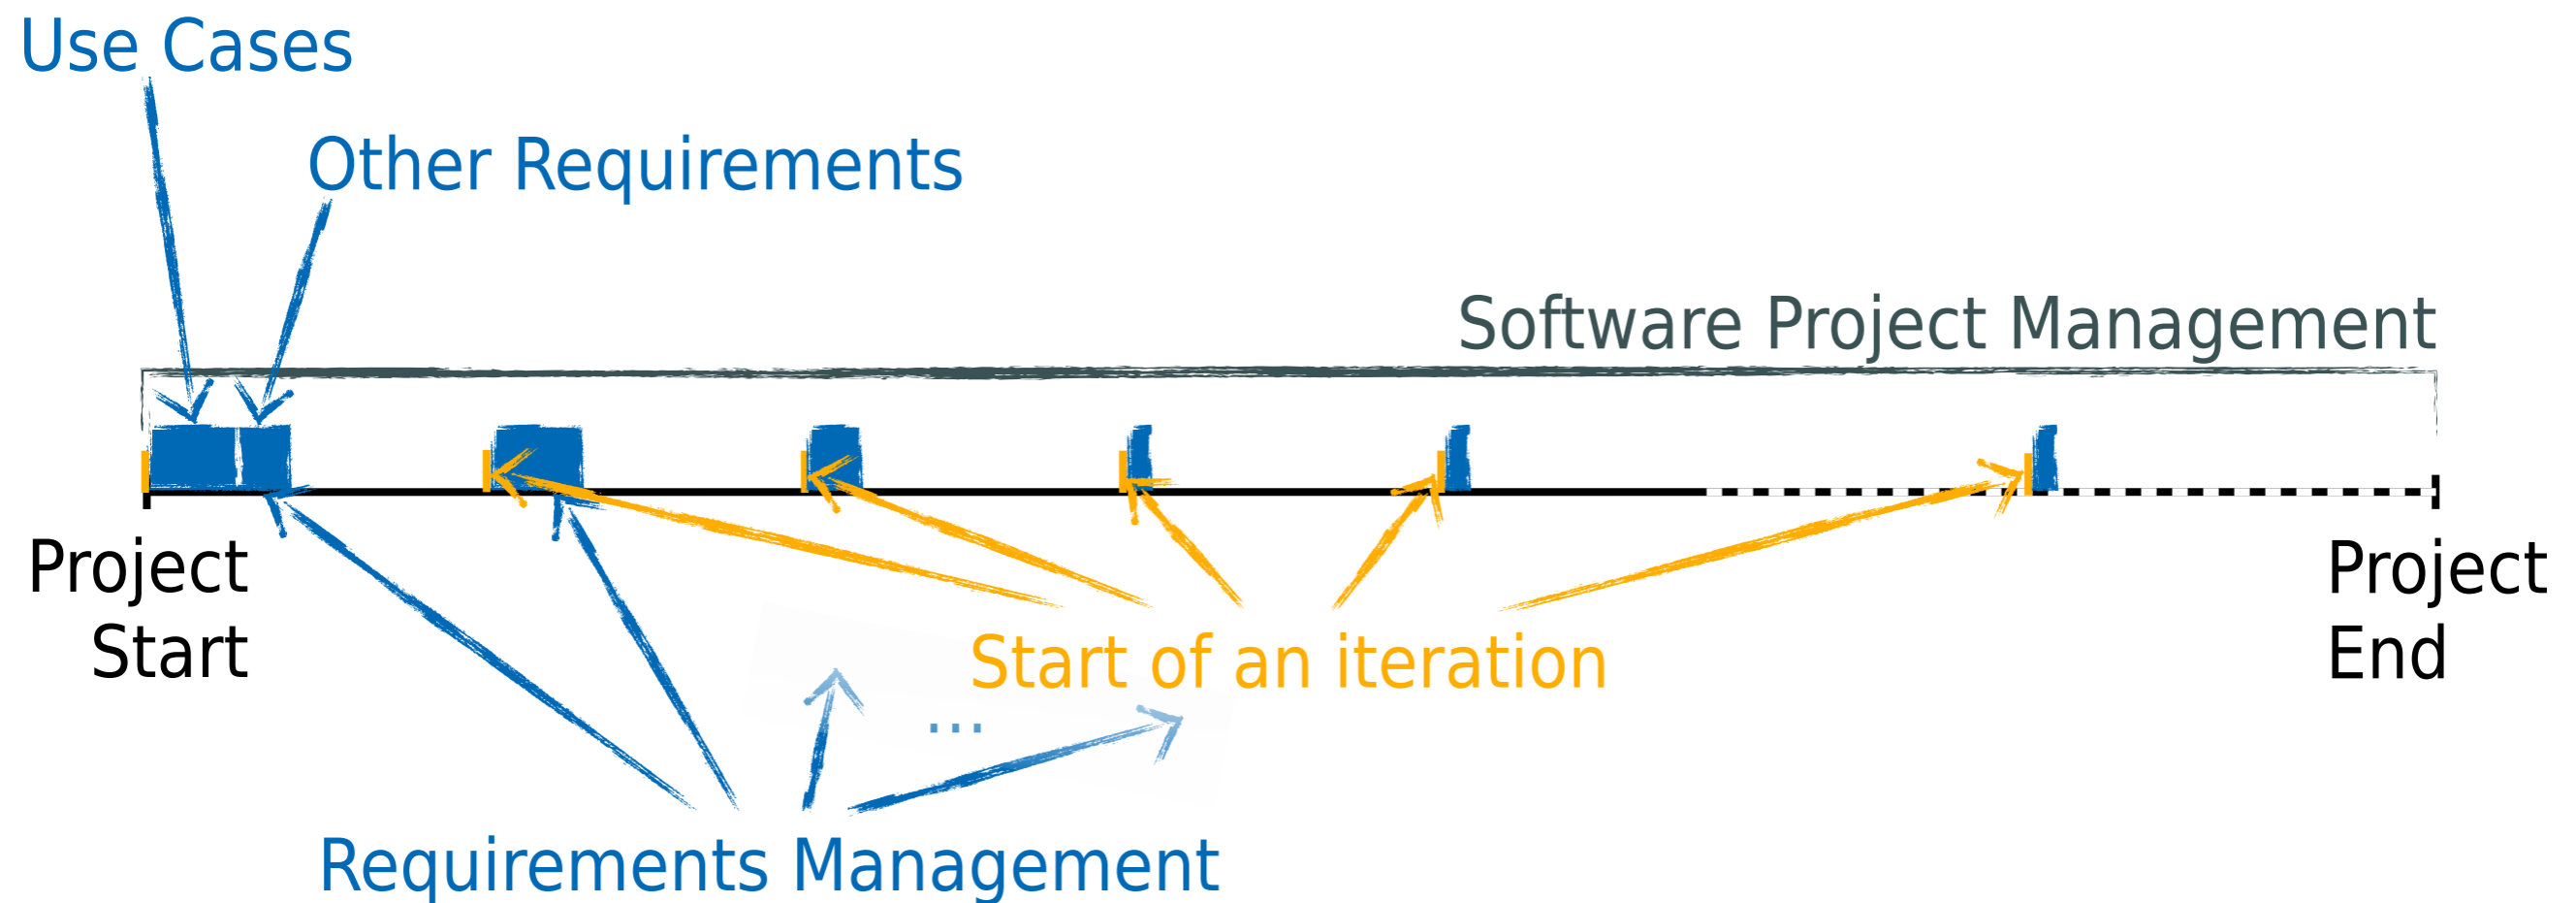 Use Cases
Other Requirements
Software Project Management
Project
Start
Project
End
Start of an iteration
...
Requirements Management